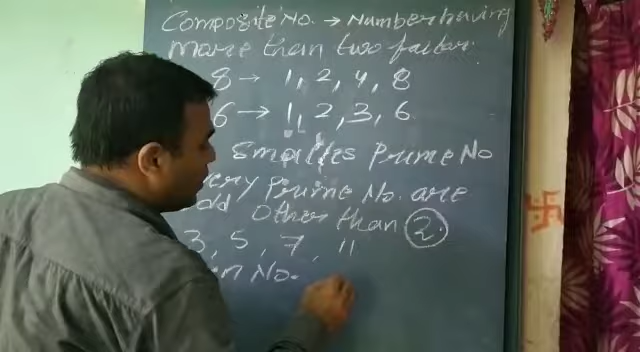 Composite No. → Number having
more than two factor.
8 → 1, 2, 4, 8
6 → 1, 2, 3, 6
Smalles Prime No
ery Prime No. are
odd Other than 2.
3, 5, 7, 11
n No.